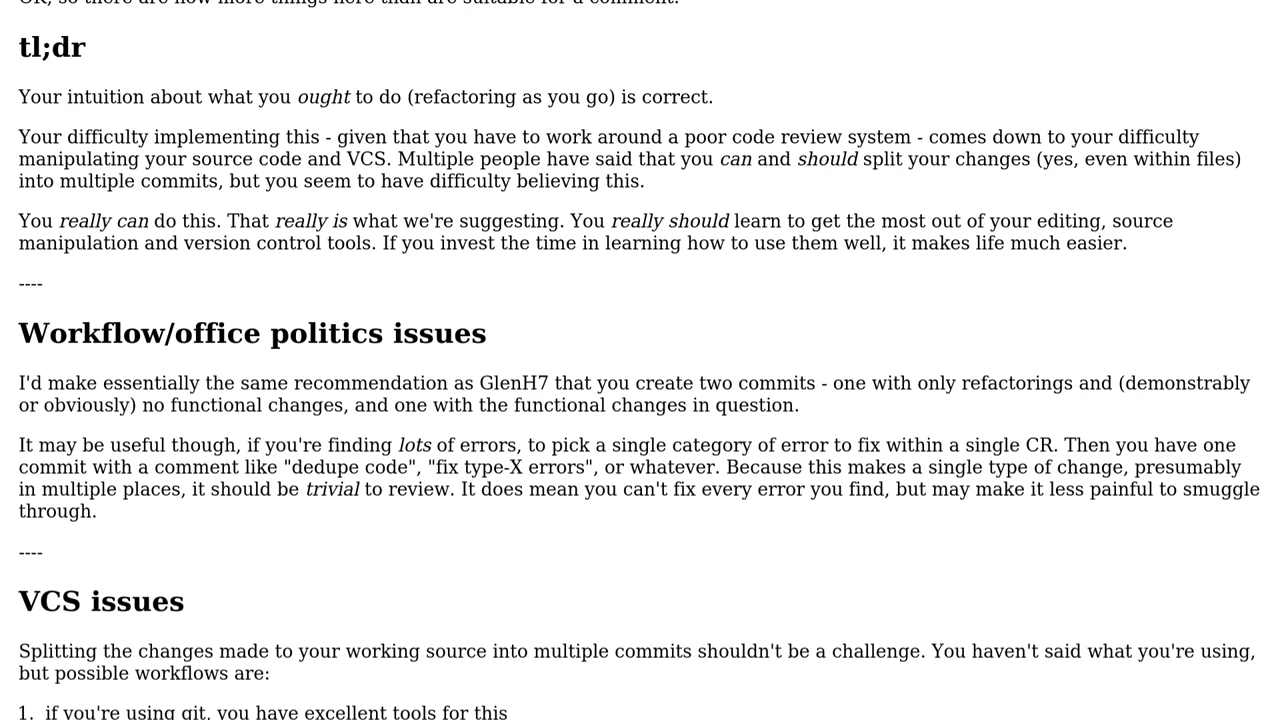 OK, so there are now more things here than are suitable for a comment.
tl;dr
Your intuition about what you ought to do (refactoring as you go) is correct.
Your difficulty implementing this - given that you have to work around a poor code review system - comes down to your difficulty
manipulating your source code and VCS. Multiple people have said that you can and should split your changes (yes, even within files)
into multiple commits, but you seem to have difficulty believing this.
You really can do this. That really is what we're suggesting. You really should learn to get the most out of your editing, source
manipulation and version control tools. If you invest the time in learning how to use them well, it makes life much easier.
----
Workflow/office politics issues
I'd make essentially the same recommendation as GlenH7 that you create two commits - one with only refactorings and (demonstrably
or obviously) no functional changes, and one with the functional changes in question.
It may be useful though, if you're finding lots of errors, to pick a single category of error to fix within a single CR. Then you have one
commit with a comment like "dedupe code", "fix type-X errors", or whatever. Because this makes a single type of change, presumably
in multiple places, it should be trivial to review. It does mean you can't fix every error you find, but may make it less painful to smuggle
through.
----
VCS issues
Splitting the changes made to your working source into multiple commits shouldn't be a challenge. You haven't said what you're using,
but possible workflows are:
1. if you're using git, you have excellent tools for this